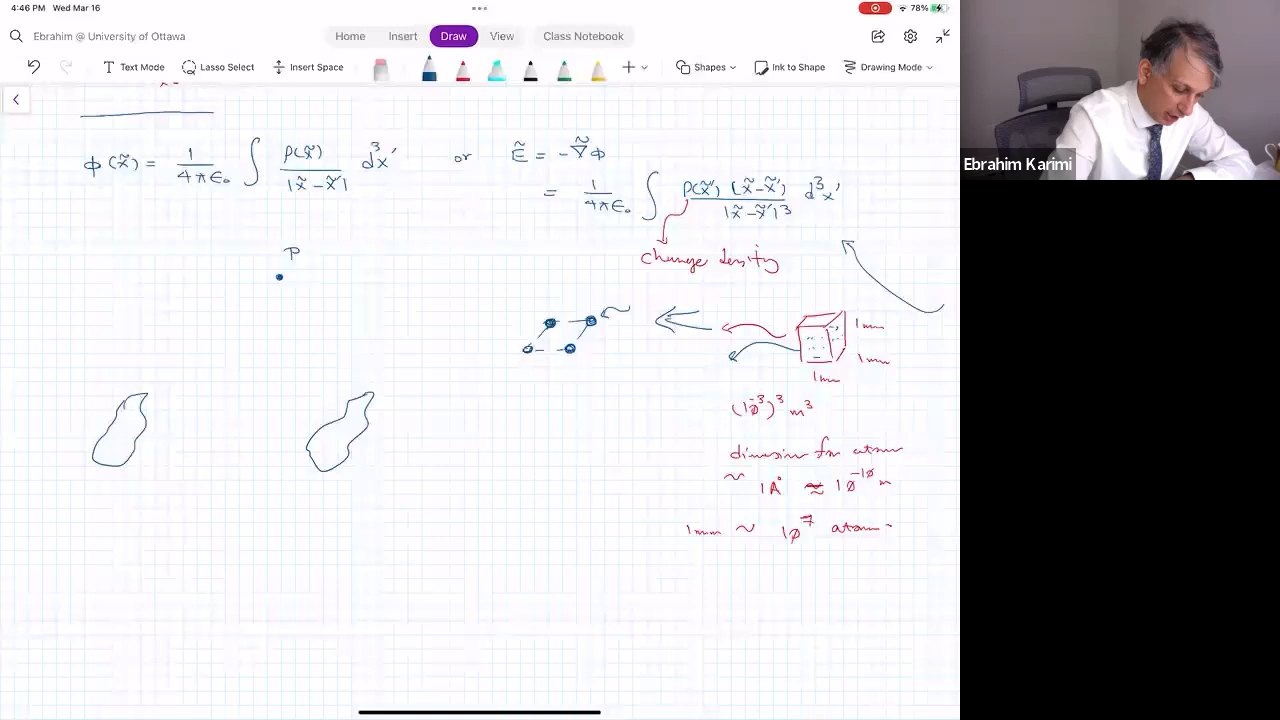 4:46 PM Wed Mar 16
78%
Ebrahim @ University of Ottawa
Home Insert Draw View Class Notebook
Text Mode Lasso Select Insert Space Shapes Ink to Shape Drawing Mode
Ebrahim Karimi
ϕ(x̃) = 1/4πϵ₀ ∫ ρ(x̃)/|x̃-x̃'| d³x' or Ẽ = -∇̃ϕ
= 1/4πϵ₀ ∫ ρ(x̃') (x̃-x̃')/|x̃-x̃'|³ d³x'
P
change density
1mm
1mm
1mm
(10⁻³)³ m³
dimension for atom
~ 1Å ≈ 10⁻¹⁰ m
1mm ~ 10⁷ atom